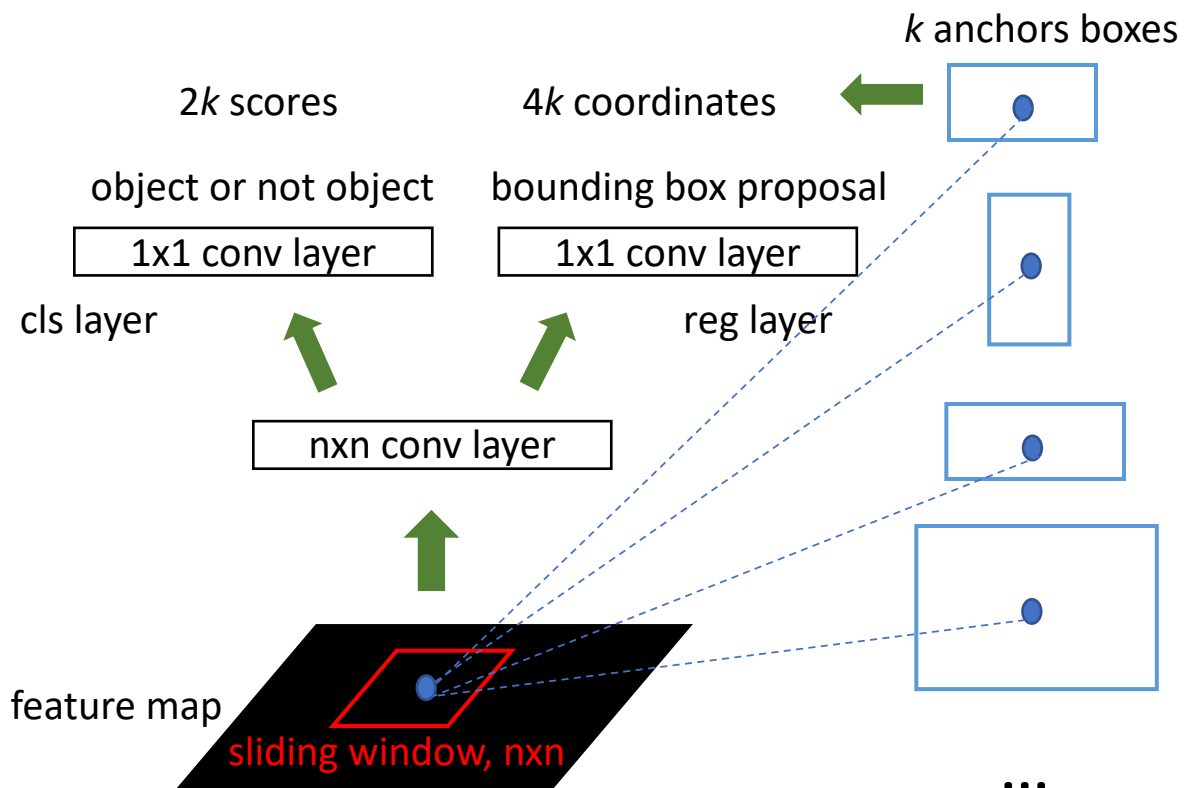 k anchors boxes
2k scores
4k coordinates
object or not object
bounding box proposal
1x1 conv layer
1x1 conv layer
cls layer
reg layer
nxn conv layer
feature map
sliding window, nxn
...